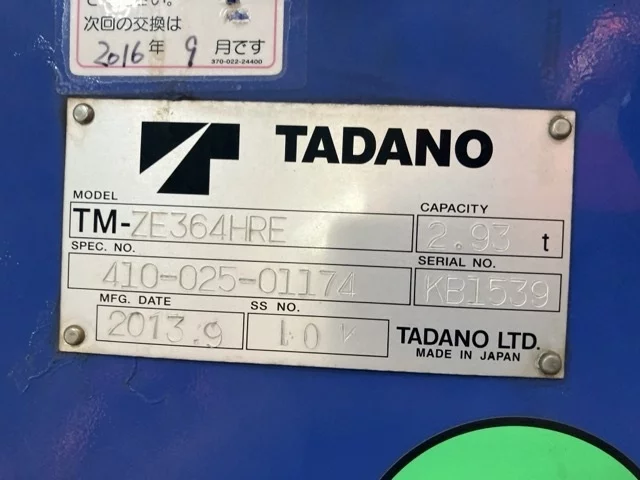 次回の交換は
2016年 9月です
370-022-24400
TADANO
MODEL
TM-ZE364HRE
CAPACITY
2.93 t
SPEC. NO.
410-025-01174
SERIAL NO.
KB1539
MFG. DATE
2013.9
SS NO.
TADANO LTD.
MADE IN JAPAN